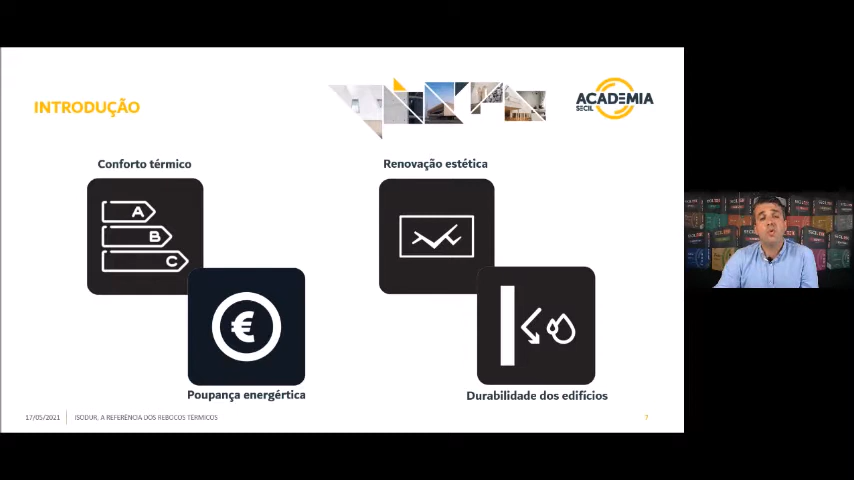 INTRODUÇÃO
ACADEMIA
SECIL
Conforto térmico
Renovação estética
A
B
C
€
Poupança energértica
Durabilidade dos edifícios
17/05/2021
ISODUR, A REFERÊNCIA DOS REBOCOS TÉRMICOS
7